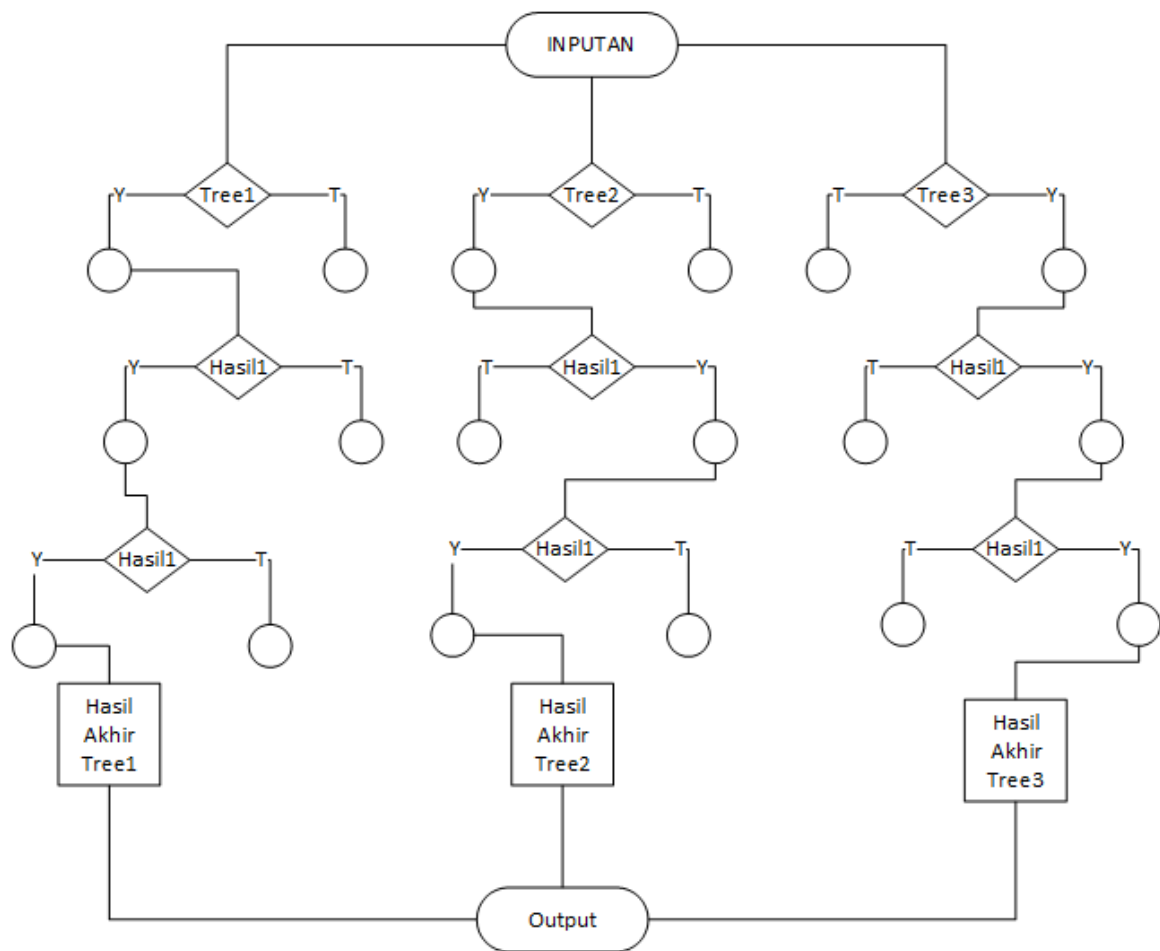 INPUTAN
Y
Tree1
T
Y
Tree2
T
T
Tree3
Y
Y
Hasil1
T
T
Hasil1
Y
T
Hasil1
Y
Y
Hasil1
T
Y
Hasil1
T
T
Hasil1
Y
Hasil
Akhir
Tree1
Hasil
Akhir
Tree2
Hasil
Akhir
Tree3
Output